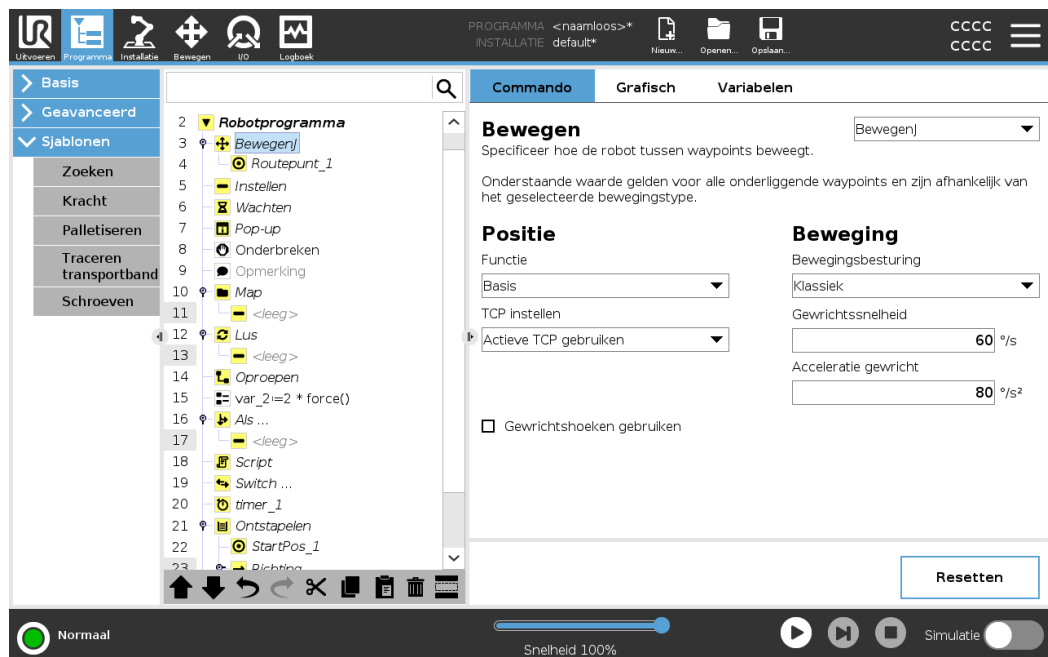 PROGRAMMA <naamloos>*
INSTALLATIE default*
UR
Uitvoeren Programma Installatie Bewegen I/O Logboek
Nieuw... Openen... Opslaan...
cccc
cccc
Basis
Geavanceerd
Sjablonen
Zoeken
Kracht
Palletiseren
Traceren
transportband
Schroeven
2 Robotprogramma
3 BewegenJ
4 Routepunt_1
5 Instellen
6 Wachten
7 Pop-up
8 Onderbreken
9 Opmerking
10 Map
11 <leeg>
12 Lus
13 <leeg>
14 Oproepen
15 var_2:=2 * force()
16 Als ...
17 <leeg>
18 Script
19 Switch ...
20 timer_1
21 Ontstapelen
22 StartPos_1
23 Richting
Commando Grafisch Variabelen
Bewegen
BewegenJ
Specificeer hoe de robot tussen waypoints beweegt.
Onderstaande waarde gelden voor alle onderliggende waypoints en zijn afhankelijk van
het geselecteerde bewegingstype.
Positie
Functie
Basis
TCP instellen
Actieve TCP gebruiken
Gewrichtshoeken gebruiken
Beweging
Bewegingsbesturing
Klassiek
Gewrichtssnelheid
60 °/s
Acceleratie gewricht
80 °/s²
Resetten
Normaal
Snelheid 100%
Simulatie